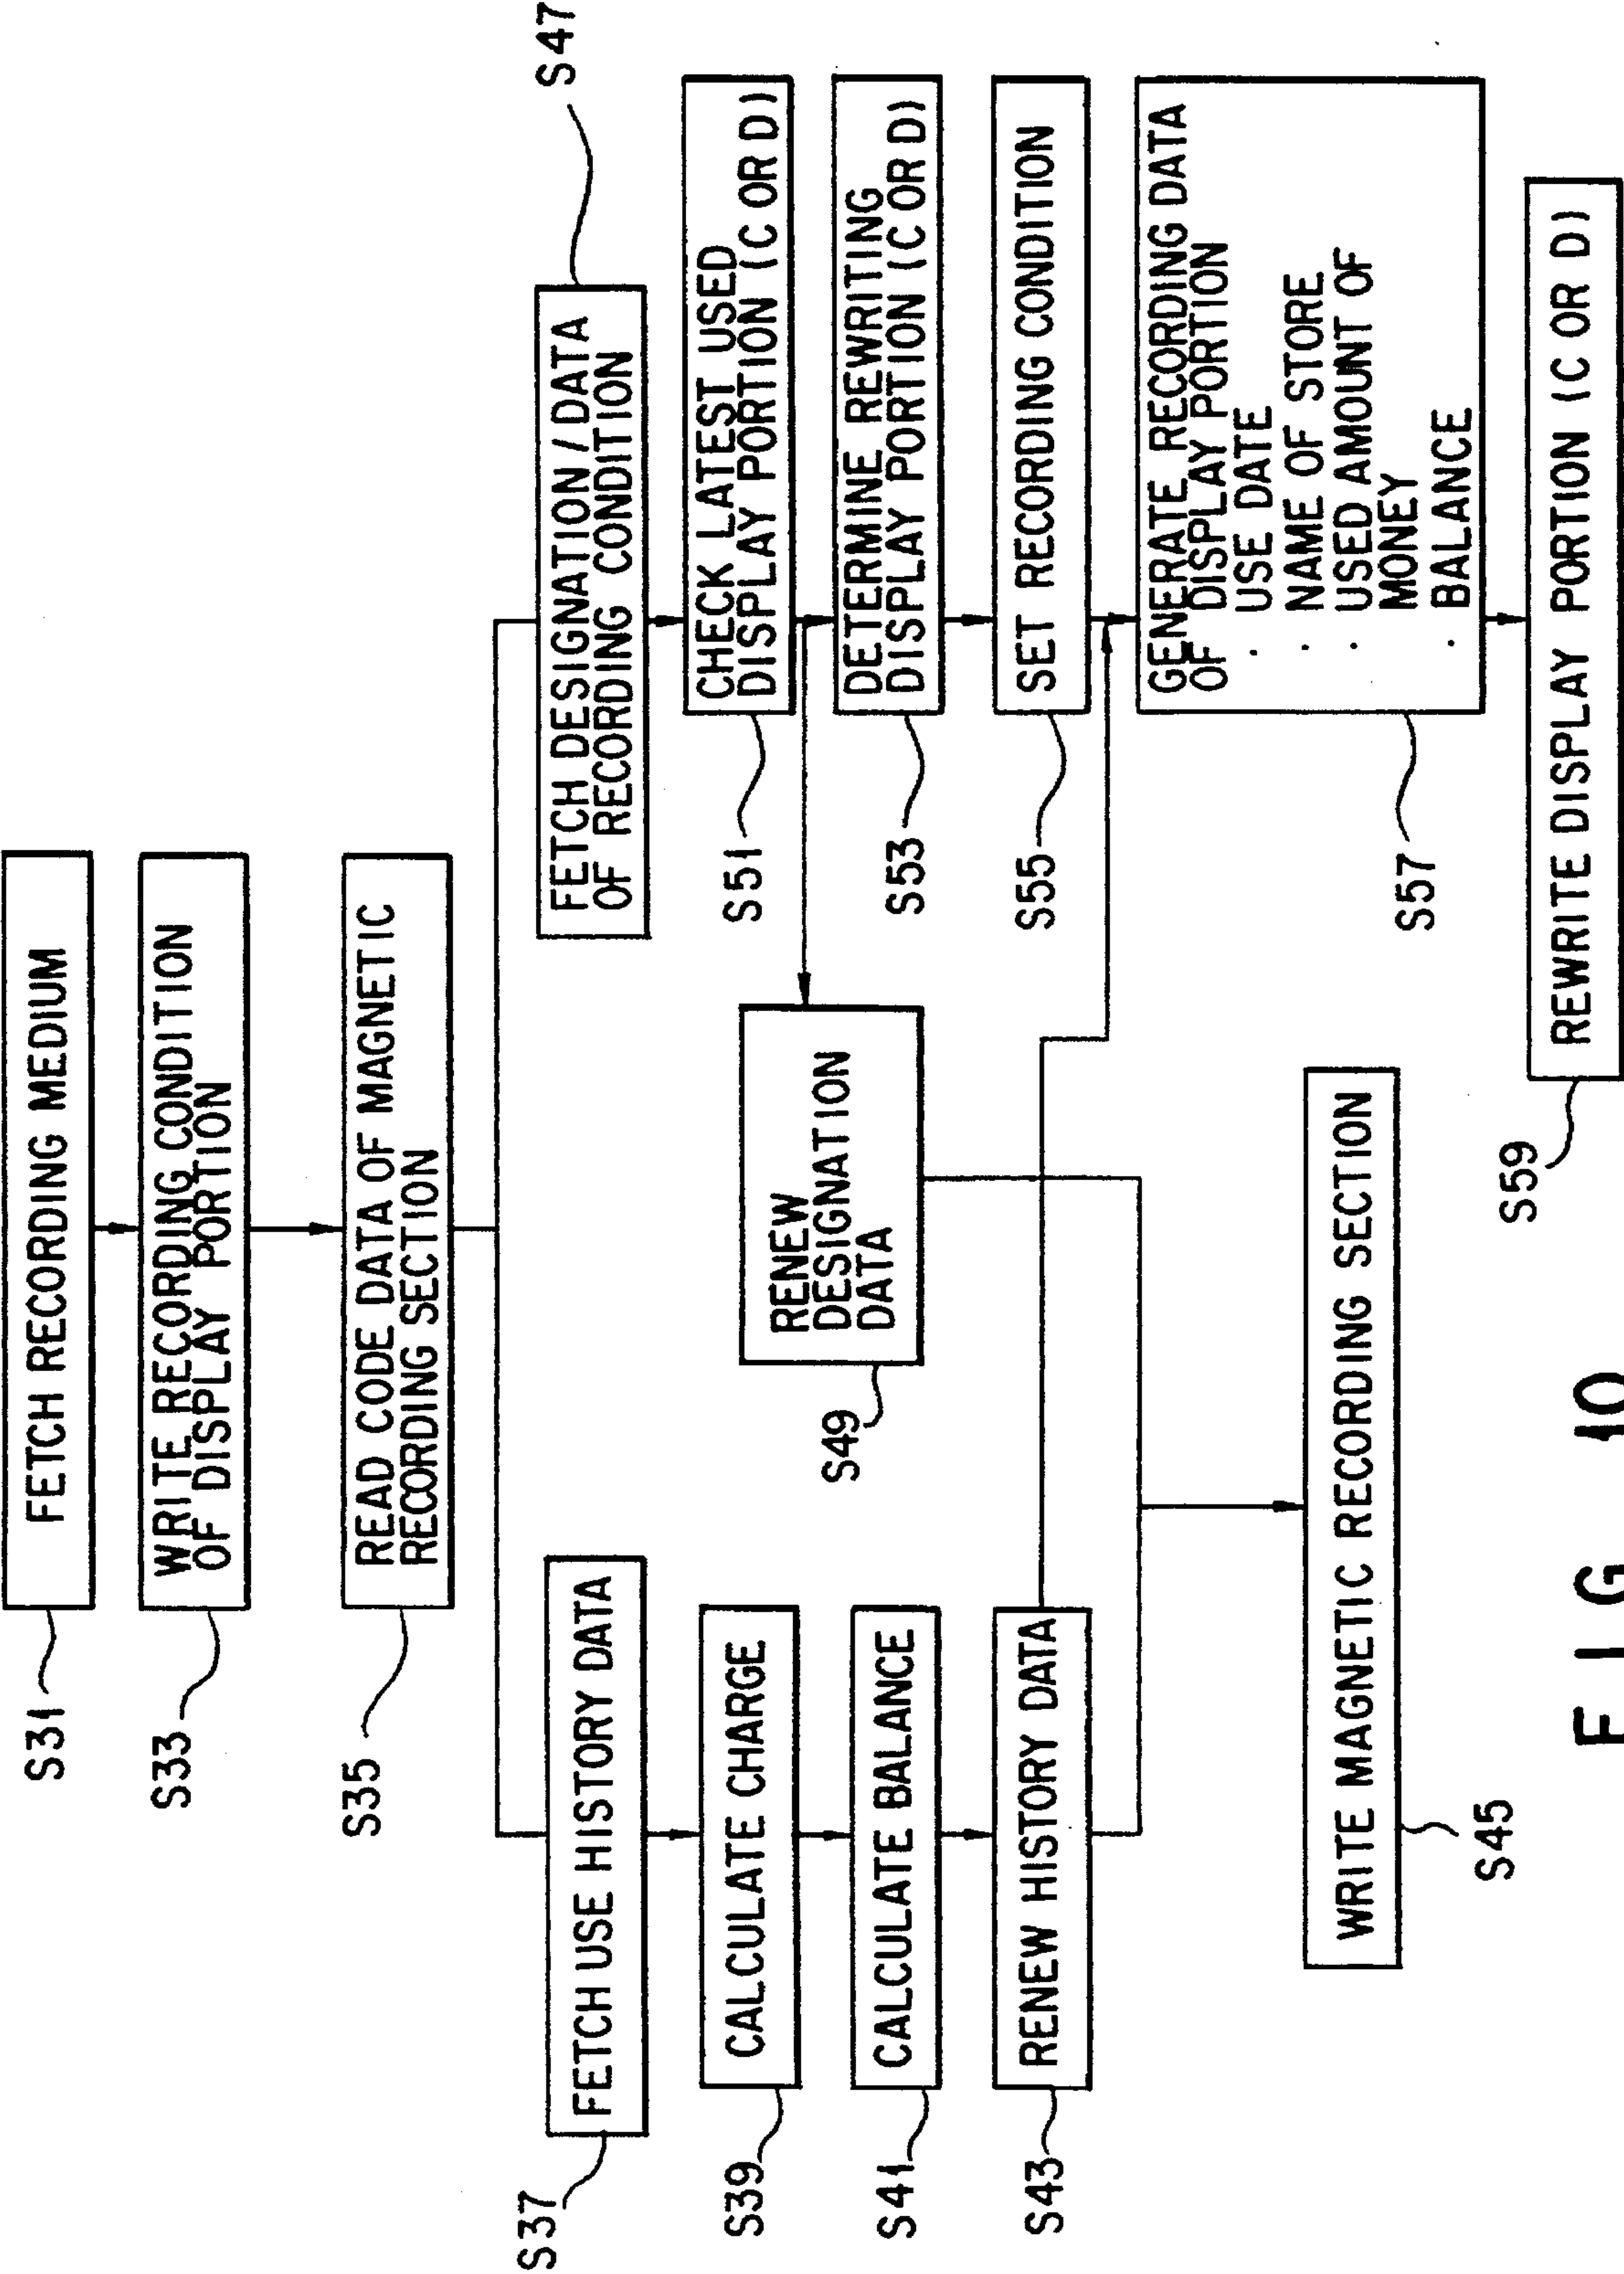 S31
FETCH RECORDING MEDIUM
S33
WRITE RECORDING CONDITION
OF DISPLAY PORTION
S35
READ CODE DATA OF MAGNETIC
RECORDING SECTION
S37
FETCH USE HISTORY DATA
S39
CALCULATE CHARGE
S41
CALCULATE BALANCE
S43
RENEW HISTORY DATA
S45
WRITE MAGNETIC RECORDING SECTION
S47
FETCH DESIGNATION/DATA
OF RECORDING CONDITION
S49
RENEW
DESIGNATION
DATA
S51
CHECK LATEST USED
DISPLAY PORTION (C OR D)
S53
DETERMINE REWRITING
DISPLAY PORTION (C OR D)
S55
SET RECORDING CONDITION
S57
GENERATE RECORDING DATA
OF DISPLAY PORTION
· USE DATE
· NAME OF STORE
· USED AMOUNT OF
MONEY
· BALANCE
S59
REWRITE DISPLAY PORTION (C OR D)
FIG 10